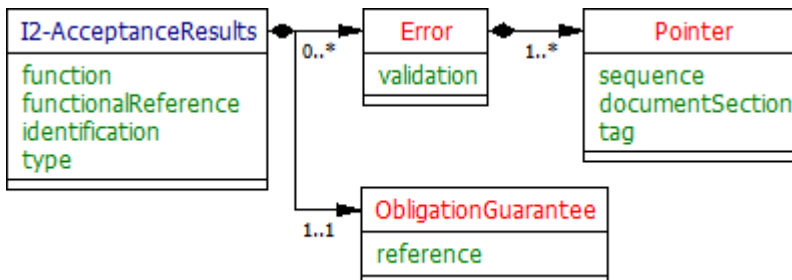 I2-AcceptanceResults
function
functionalReference
identification
type
0..*
Error
validation
1..*
Pointer
sequence
documentSection
tag
1..1
ObligationGuarantee
reference